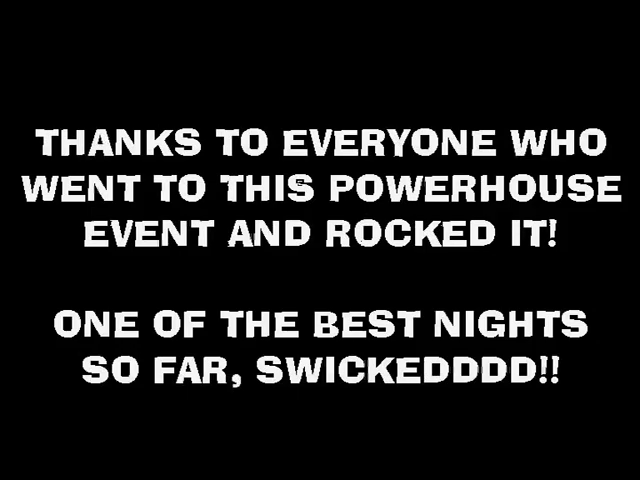 THANKS TO EVERYONE WHO
WENT TO THIS POWERHOUSE
EVENT AND ROCKED IT!
ONE OF THE BEST NIGHTS
SO FAR, SWICKEDDDD!!